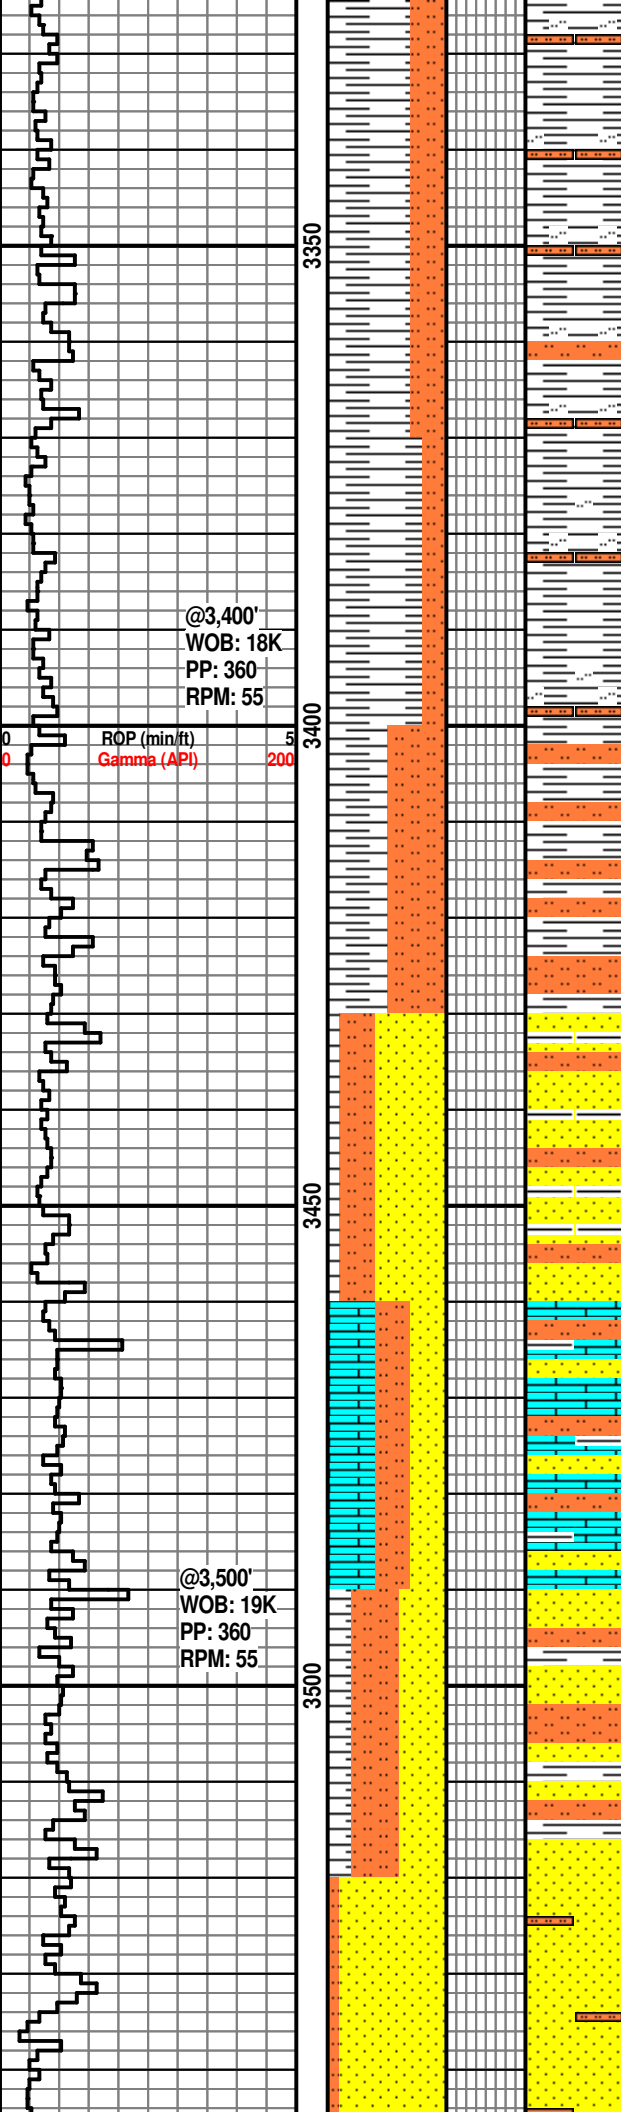 3350
@3,400'
WOB: 18K
PP: 360
RPM: 55
3400
0 ROP (min/ft) 5
0 Gamma (API) 200
3450
@3,500'
WOB: 19K
PP: 360
RPM: 55
3500